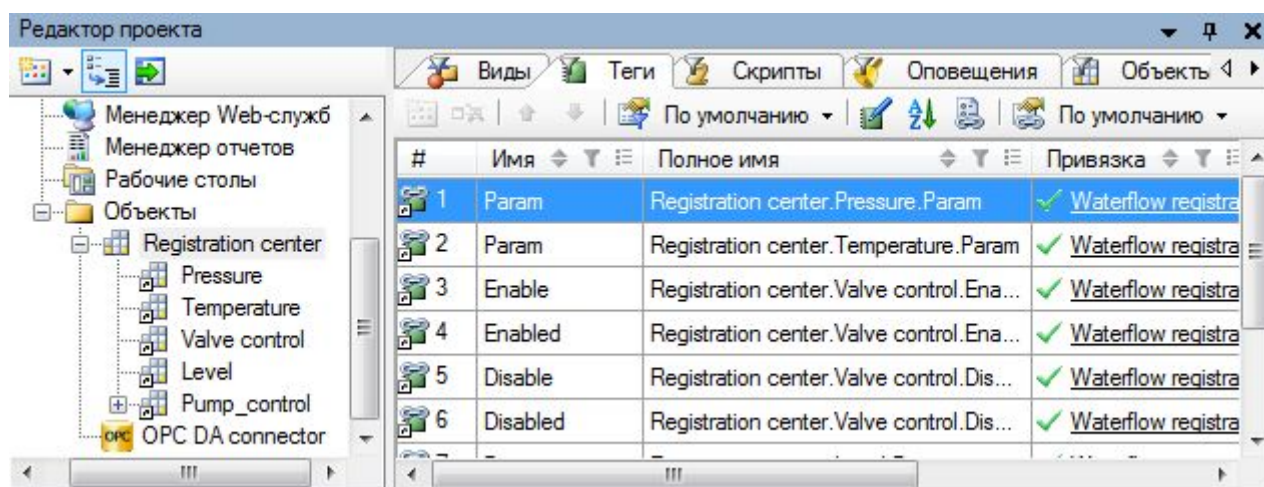 Редактор проекта
Менеджер Web-служб
Менеджер отчетов
Рабочие столы
Объекты
Registration center
Pressure
Temperature
Valve control
Level
Pump_control
OPC OPC DA connector
Виды Теги Скрипты Оповещения Объекть
По умолчанию По умолчанию
# Имя Полное имя Привязка
1 Param Registration center.Pressure.Param Waterflow registra
2 Param Registration center.Temperature.Param Waterflow registra
3 Enable Registration center.Valve control.Ena... Waterflow registra
4 Enabled Registration center.Valve control.Ena... Waterflow registra
5 Disable Registration center.Valve control.Dis... Waterflow registra
6 Disabled Registration center.Valve control.Dis... Waterflow registra